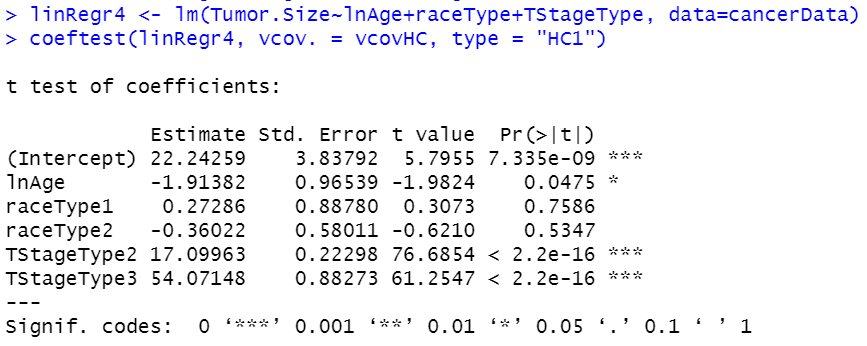 > linRegr4 <- lm(Tumor.Size~lnAge+raceType+TStageType, data=cancerData)
> coeftest(linRegr4, vcov. = vcovHC, type = "HC1")
t test of coefficients:
Estimate Std. Error t value Pr(>|t|)
(Intercept) 22.24259 3.83792 5.7955 7.335e-09 ***
lnAge -1.91382 0.96539 -1.9824 0.0475 *
raceType1 0.27286 0.88780 0.3073 0.7586
raceType2 -0.36022 0.58011 -0.6210 0.5347
TStageType2 17.09963 0.22298 76.6854 < 2.2e-16 ***
TStageType3 54.07148 0.88273 61.2547 < 2.2e-16 ***
---
Signif. codes: 0 ‘***’ 0.001 ‘**’ 0.01 ‘*’ 0.05 ‘.’ 0.1 ‘ ’ 1